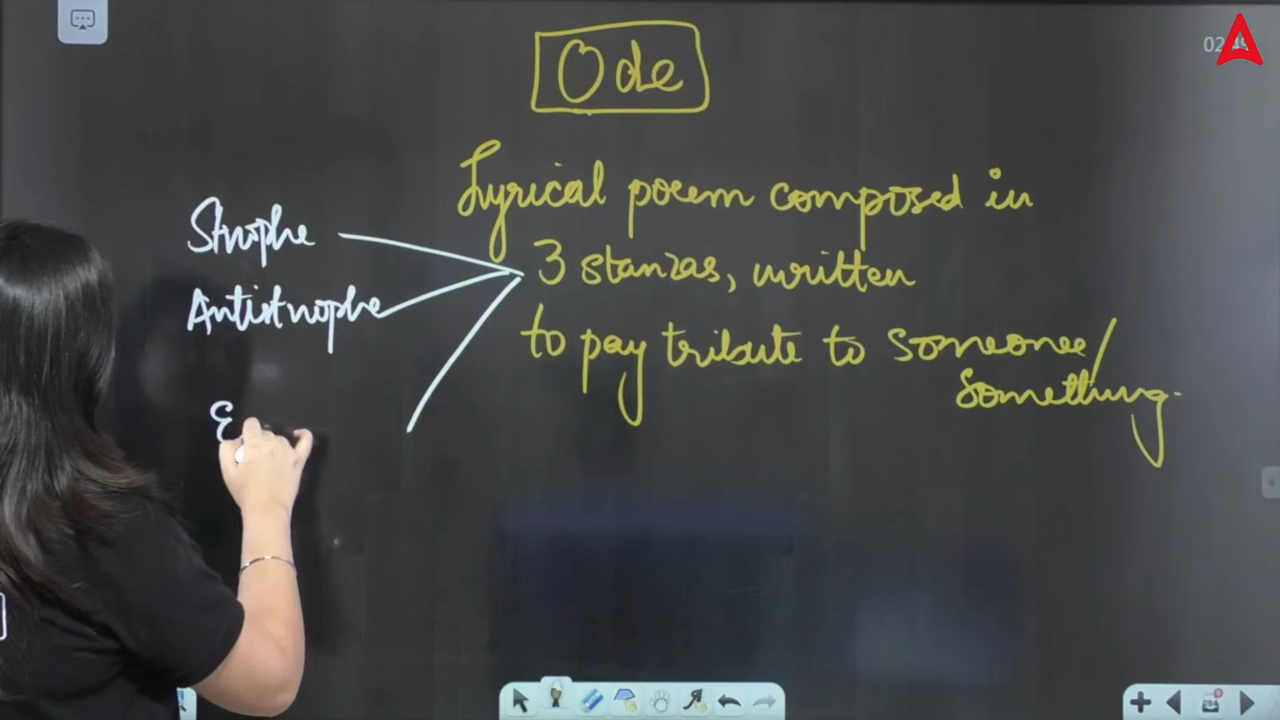 Ode
Lyrical poem composed in
3 stanzas, written
to pay tribute to someone/
something.
Strophe
Antistrophe
E